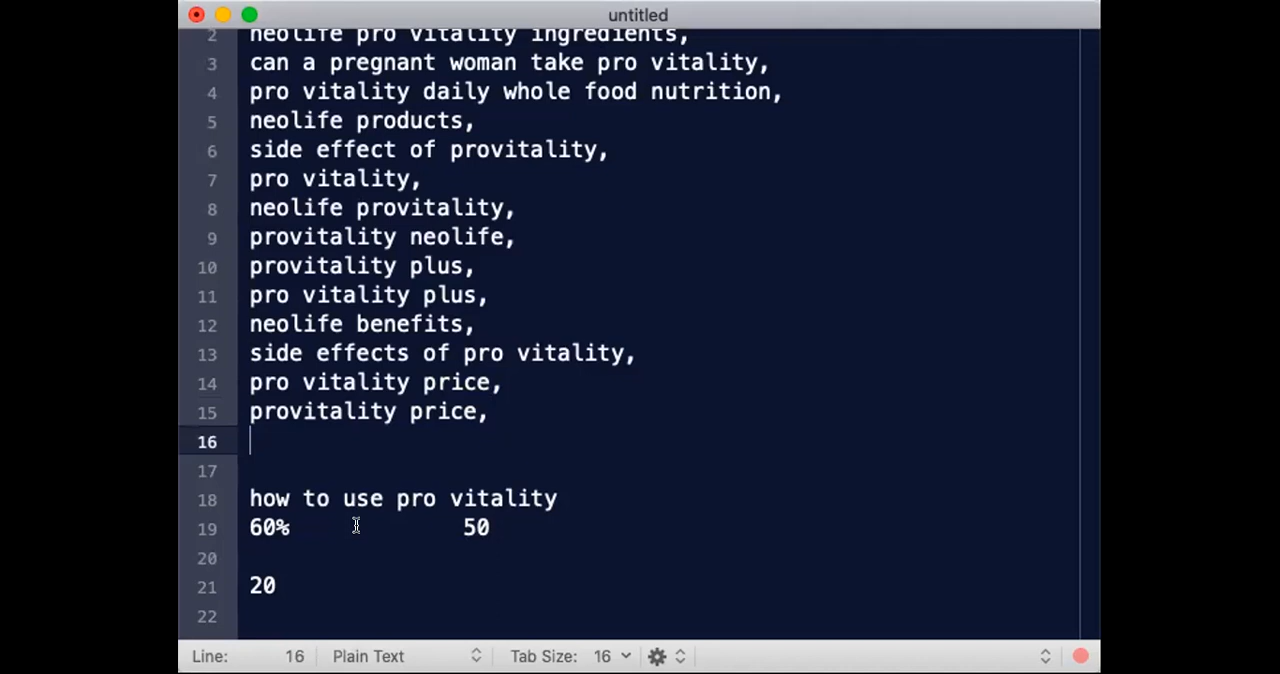 untitled
2 neolife pro vitality ingredients,
3 can a pregnant woman take pro vitality,
4 pro vitality daily whole food nutrition,
5 neolife products,
6 side effect of provitality,
7 pro vitality,
8 neolife provitality,
9 provitality neolife,
10 provitality plus,
11 pro vitality plus,
12 neolife benefits,
13 side effects of pro vitality,
14 pro vitality price,
15 provitality price,
16
17
18 how to use pro vitality
19 60% 50
20
21 20
22
Line: 16 Plain Text Tab Size: 16